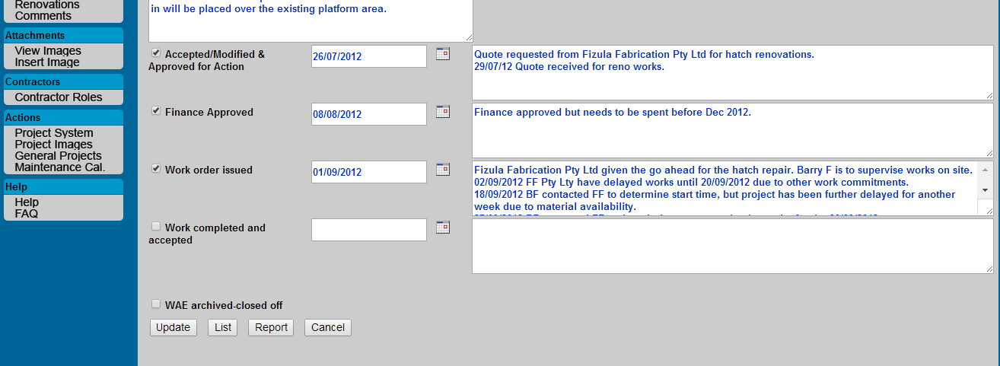 Renovations
Comments
Attachments
View Images
Insert Image
Contractors
Contractor Roles
Actions
Project System
Project Images
General Projects
Maintenance Cal.
Help
Help
FAQ
in will be placed over the existing platform area.
Accepted/Modified &
Approved for Action
26/07/2012
Quote requested from Fizula Fabrication Pty Ltd for hatch renovations.
29/07/12 Quote received for reno works.
Finance Approved
08/08/2012
Finance approved but needs to be spent before Dec 2012.
Work order issued
01/09/2012
Fizula Fabrication Pty Ltd given the go ahead for the hatch repair. Barry F is to supervise works on site.
02/09/2012 FF Pty Lty have delayed works until 20/09/2012 due to other work commitments.
18/09/2012 BF contacted FF to determine start time, but project has been further delayed for another
week due to material availability.
Work completed and
accepted
WAE archived-closed off
Update
List
Report
Cancel